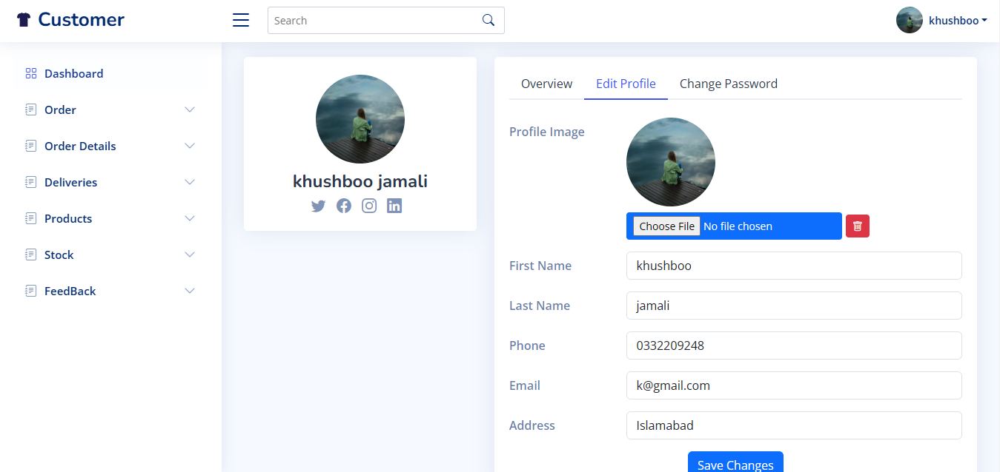 Customer
Search
khushboo
Dashboard
Order
Order Details
Deliveries
Products
Stock
FeedBack
khushboo jamali
Overview Edit Profile Change Password
Profile Image
Choose File No file chosen
First Name khushboo
Last Name jamali
Phone 0332209248
Email k@gmail.com
Address Islamabad
Save Changes